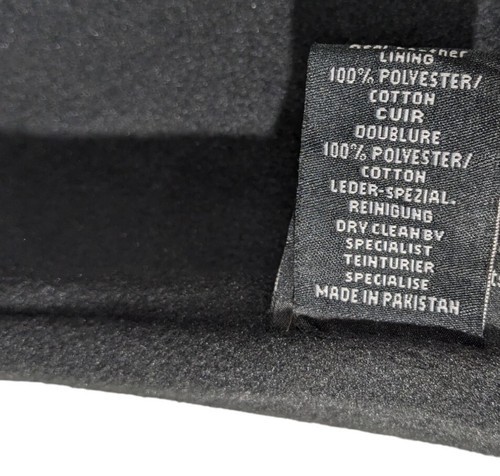 LINING
100% POLYESTER/
COTTON
CUIR
DOUBLURE
100% POLYESTER/
COTTON
LEDER-SPEZIAL.
REINIGUNG
DRY CLEAN BY
SPECIALIST
TEINTURIER
SPECIALISE
MADE IN PAKISTAN